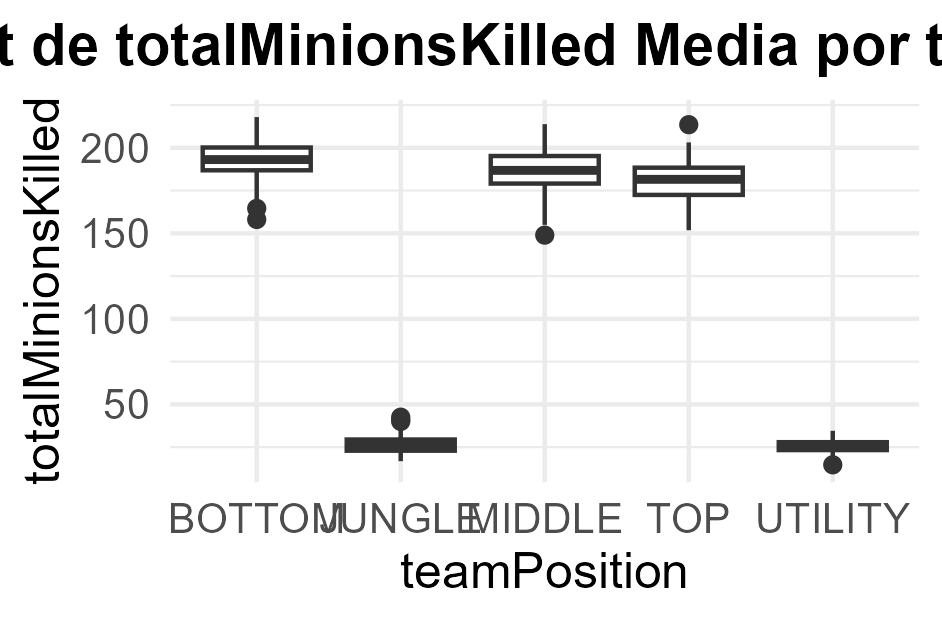 t de totalMinionsKilled Media por t
totalMinionsKilled
200
150
100
50
BOTTOM JUNGLE MIDDLE TOP UTILITY
teamPosition